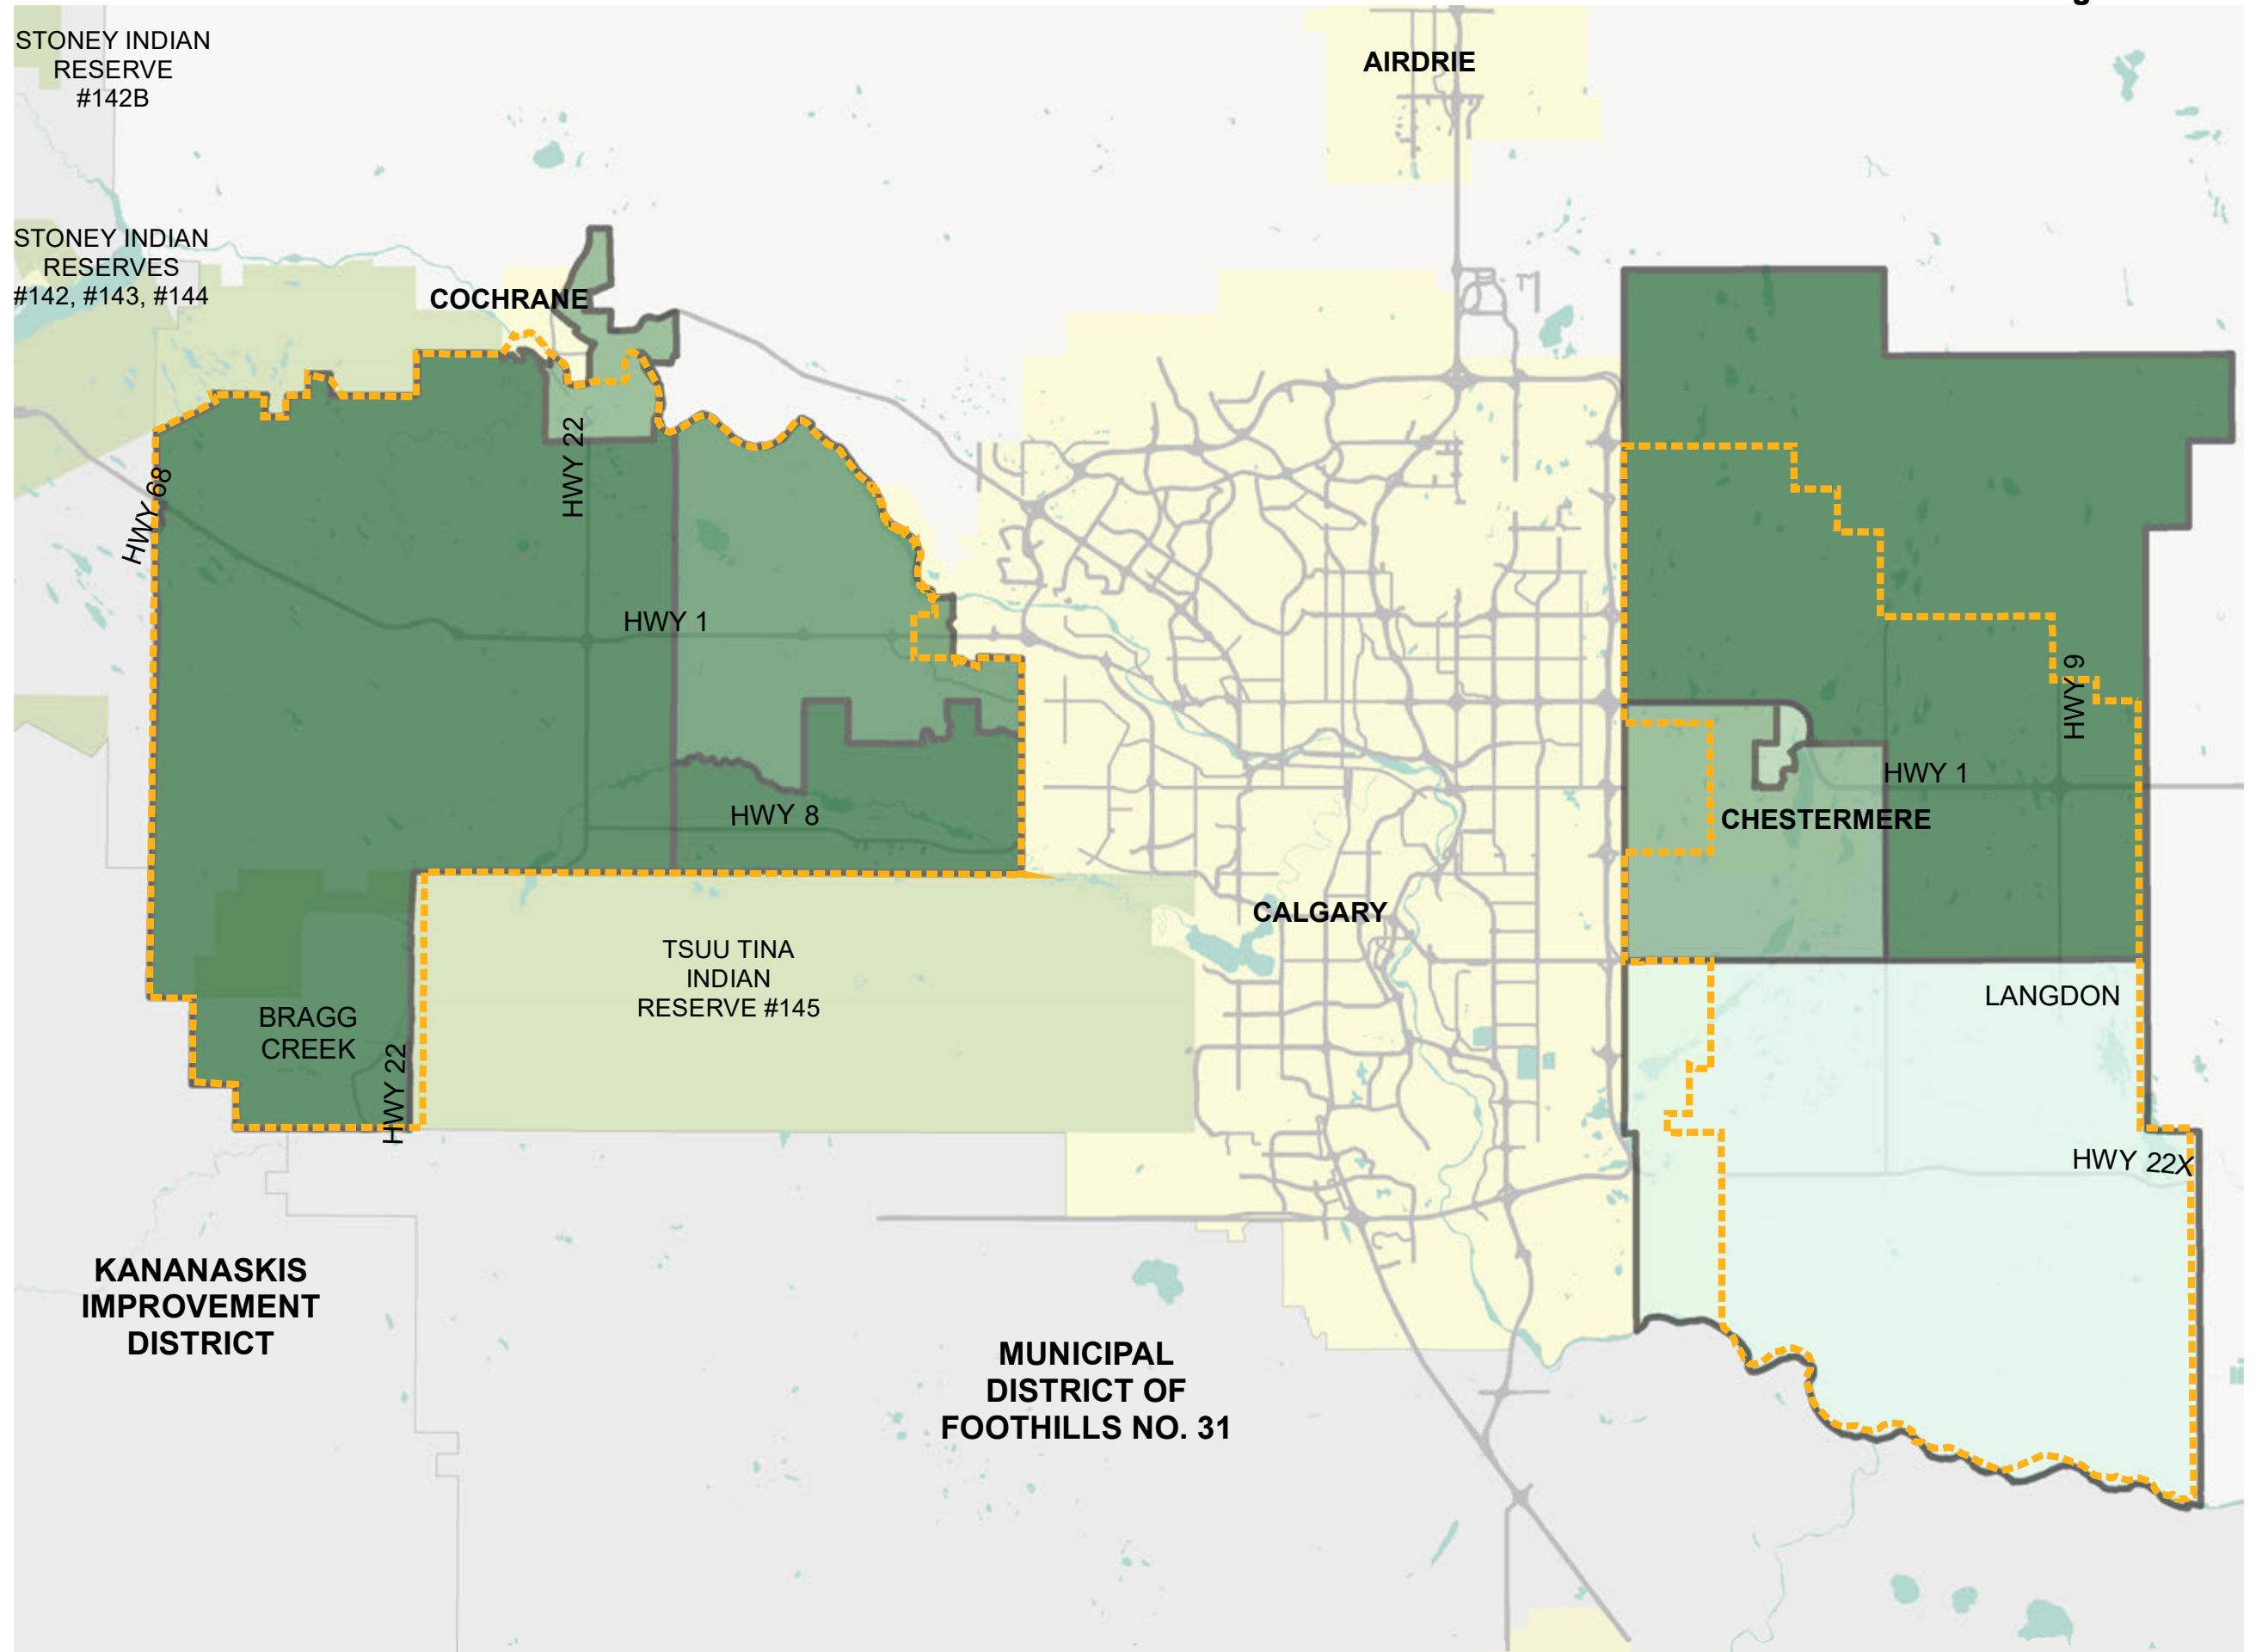 STONEY INDIAN
RESERVE
#142B
AIRDRIE
STONEY INDIAN
RESERVES
#142, #143, #144
COCHRANE
HWY 22
HWY 68
HWY 1
HWY 9
HWY 1
HWY 8
CHESTERMERE
CALGARY
TSUU TINA
INDIAN
RESERVE #145
LANGDON
BRAGG
CREEK
HWY 22
HWY 22X
KANANASKIS
IMPROVEMENT
DISTRICT
MUNICIPAL
DISTRICT OF
FOOTHILLS NO. 31